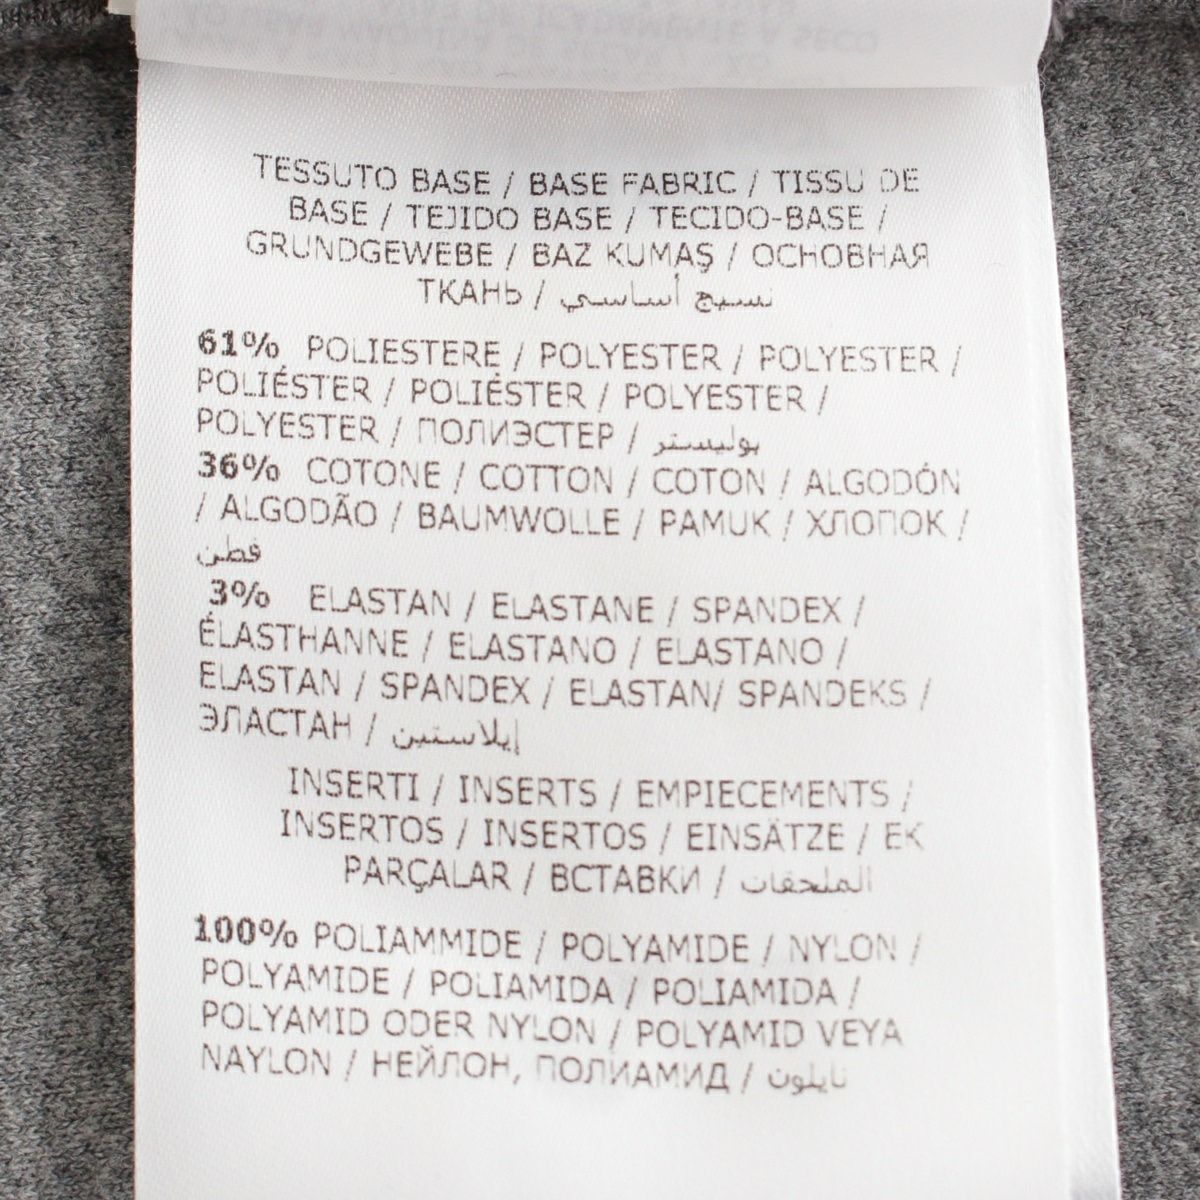 TESSUTO BASE / BASE FABRIC / TISSU DE
BASE / TEJIDO BASE / TECIDO-BASE /
GRUNDGEWEBE / BAZ KUMAŞ / ОСНОВНАЯ
ТКАНЬ / نسيج أساسي
61% POLIESTERE / POLYESTER / POLYESTER /
POLIÉSTER / POLIÉSTER / POLYESTER /
POLYESTER / ПОЛИЭСТЕР / بوليستر
36% COTONE / COTTON / COTON / ALGODÓN
/ ALGODÃO / BAUMWOLLE / PAMUK / ХЛОПОК /
قطن
3% ELASTAN / ELASTANE / SPANDEX /
ÉLASTHANNE / ELASTANO / ELASTANO /
ELASTAN / SPANDEX / ELASTAN/ SPANDEKS /
ЭЛАСТАН / إيلاستين
INSERTI / INSERTS / EMPIECEMENTS /
INSERTOS / INSERTOS / EINSÄTZE / EK
PARÇALAR / ВСТАВКИ / الملحقات
100% POLIAMMIDE / POLYAMIDE / NYLON /
POLYAMIDE / POLIAMIDA / POLIAMIDA /
POLYAMID ODER NYLON / POLYAMID VEYA
NAYLON / НЕЙЛОН, ПОЛИАМИД / نايلون